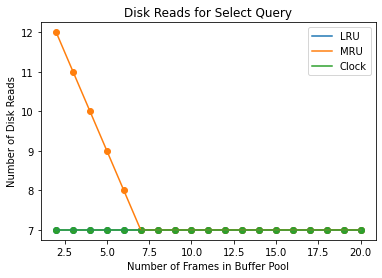 Disk Reads for Select Query
LRU
MRU
Clock
Number of Disk Reads
12
11
10
9
8
7
2.5 5.0 7.5 10.0 12.5 15.0 17.5 20.0
Number of Frames in Buffer Pool